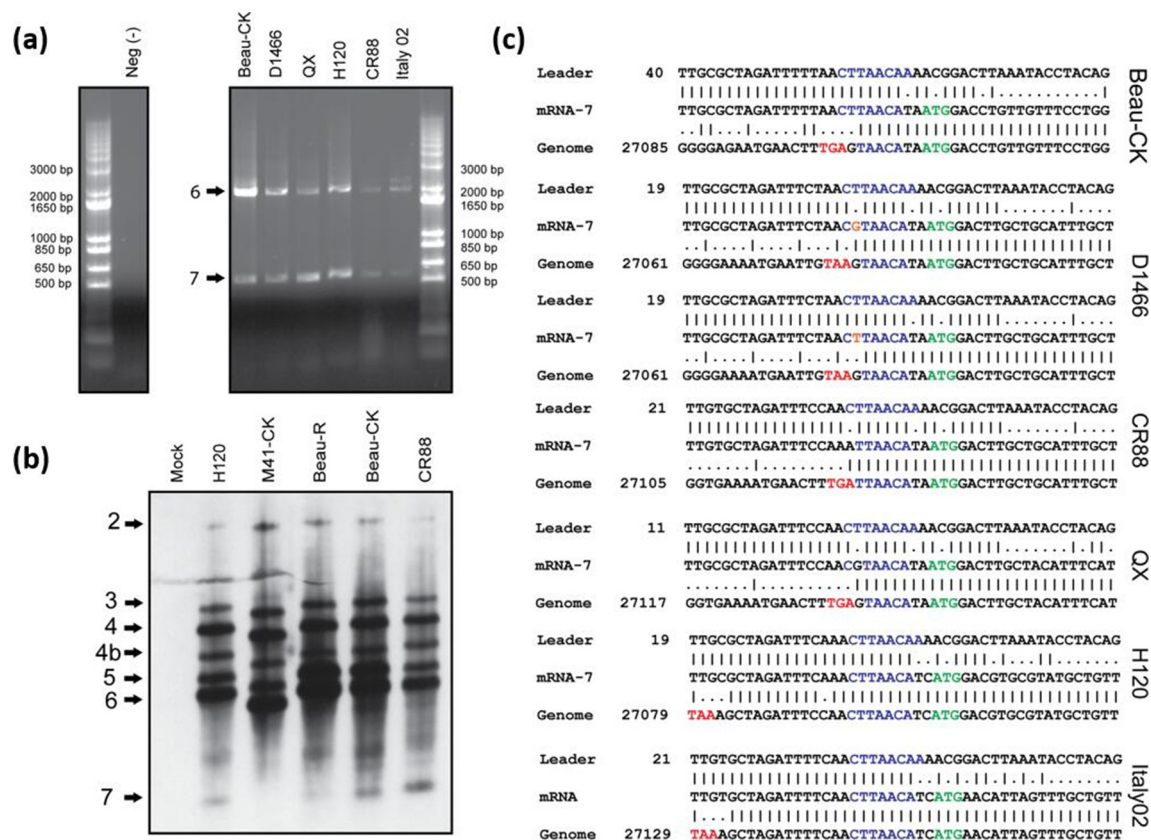 (a)
Neg (-)
Beau-CK
D1466
QX
H120
CR88
Italy 02
3000 bp
2000 bp
1650 bp
1000 bp
850 bp
650 bp
500 bp
6
7
3000 bp
2000 bp
1650 bp
1000 bp
850 bp
650 bp
500 bp
(b)
Mock
H120
M41-CK
Beau-R
Beau-CK
CR88
2
3
4
4b
5
6
7
(c)
Leader 40 TTGCGCTAGATTTTTAACTTAACAAAACGGACTTAAATACCTACAG
mRNA-7 TTGCGCTAGATTTTTAACTTAACATAATGGACCTGTTGTTTCCTGG
Genome 27085 GGGGAGAATGAACTTTGAGTAACATAATGGACCTGTTGTTTCCTGG
Beau-CK
Leader 19 TTGCGCTAGATTTCTAACTTAACAAAACGGACTTAAATACCTACAG
mRNA-7 TTGCGCTAGATTTCTAACGTAACATAATGGACTTGCTGCATTTGCT
Genome 27061 GGGGAAAATGAATTGTAAGTAACATAATGGACTTGCTGCATTTGCT
Leader 19 TTGCGCTAGATTTCTAACTTAACAAAACGGACTTAAATACCTACAG
mRNA-7 TTGCGCTAGATTTCTAACTTAACATAATGGACTTGCTGCATTTGCT
Genome 27061 GGGGAAAATGAATTGTAAGTAACATAATGGACTTGCTGCATTTGCT
D1466
Leader 21 TTGTGCTAGATTTCCAACTTAACAAAACGGACTTAAATACCTACAG
mRNA-7 TTGTGCTAGATTTCCAAATTAACATAATGGACTTGCTGCATTTGCT
Genome 27105 GGTGAAAATGAACTTTGATTAACATAATGGACTTGCTGCATTTGCT
CR88
Leader 11 TTGCGCTAGATTTCCAACTTAACAAAACGGACTTAAATACCTACAG
mRNA-7 TTGCGCTAGATTTCCAACGTAACATAATGGACTTGCTACATTTCAT
Genome 27117 GGTGAAAATGAACTTTGAGTAACATAATGGACTTGCTACATTTCAT
QX
Leader 19 TTGCGCTAGATTTCAAACTTAACAAAACGGACTTAAATACCTACAG
mRNA-7 TTGCGCTAGATTTCAAACTTAACATCATGGACGTGCGTATGCTGTT
Genome 27079 TAAAGCTAGATTTCCAACTTAACATCATGGACGTGCGTATGCTGTT
H120
Leader 21 TTGTGCTAGATTTTCAACTTAACAAAACGGACTTAAATACCTACAG
mRNA TTGTGCTAGATTTTCAACTTAACATCATGAACATTAGTTTGCTGTT
Genome 27129 TAAAGCTAGATTTTCAACTTAACATCATGAACATTAGTTTGCTGTT
Italy02